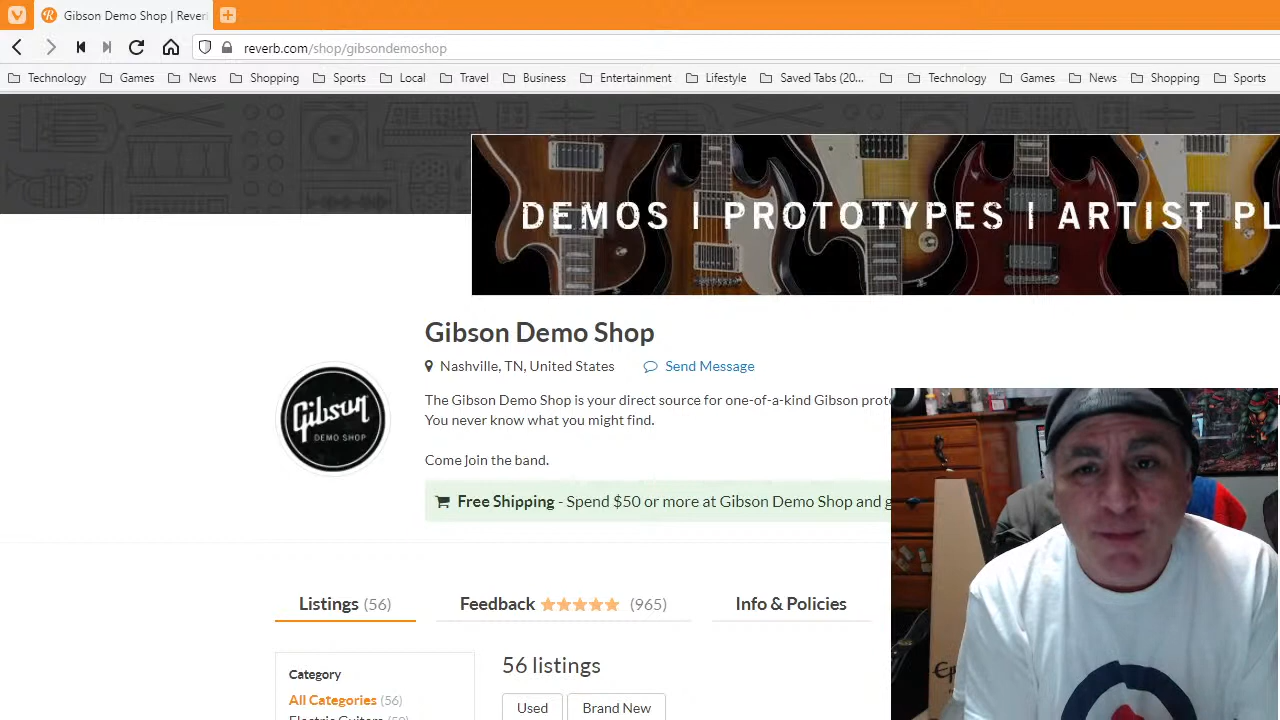 Gibson Demo Shop | Rever
reverb.com/shop/gibsondemoshop
Technology Games News Shopping Sports Local Travel Business Entertainment Lifestyle Saved Tabs (20... Technology Games News Shopping Sports
DEMOS | PROTOTYPES | ARTIST PL
Gibson Demo Shop
Nashville, TN, United States Send Message
The Gibson Demo Shop is your direct source for one-of-a-kind Gibson proto
You never know what you might find.
Gibson
DEMO SHOP
Come join the band.
Free Shipping - Spend $50 or more at Gibson Demo Shop and g
Listings (56) Feedback (965) Info & Policies
56 listings
Category
All Categories (56)
Used Brand New
Electric Guitars